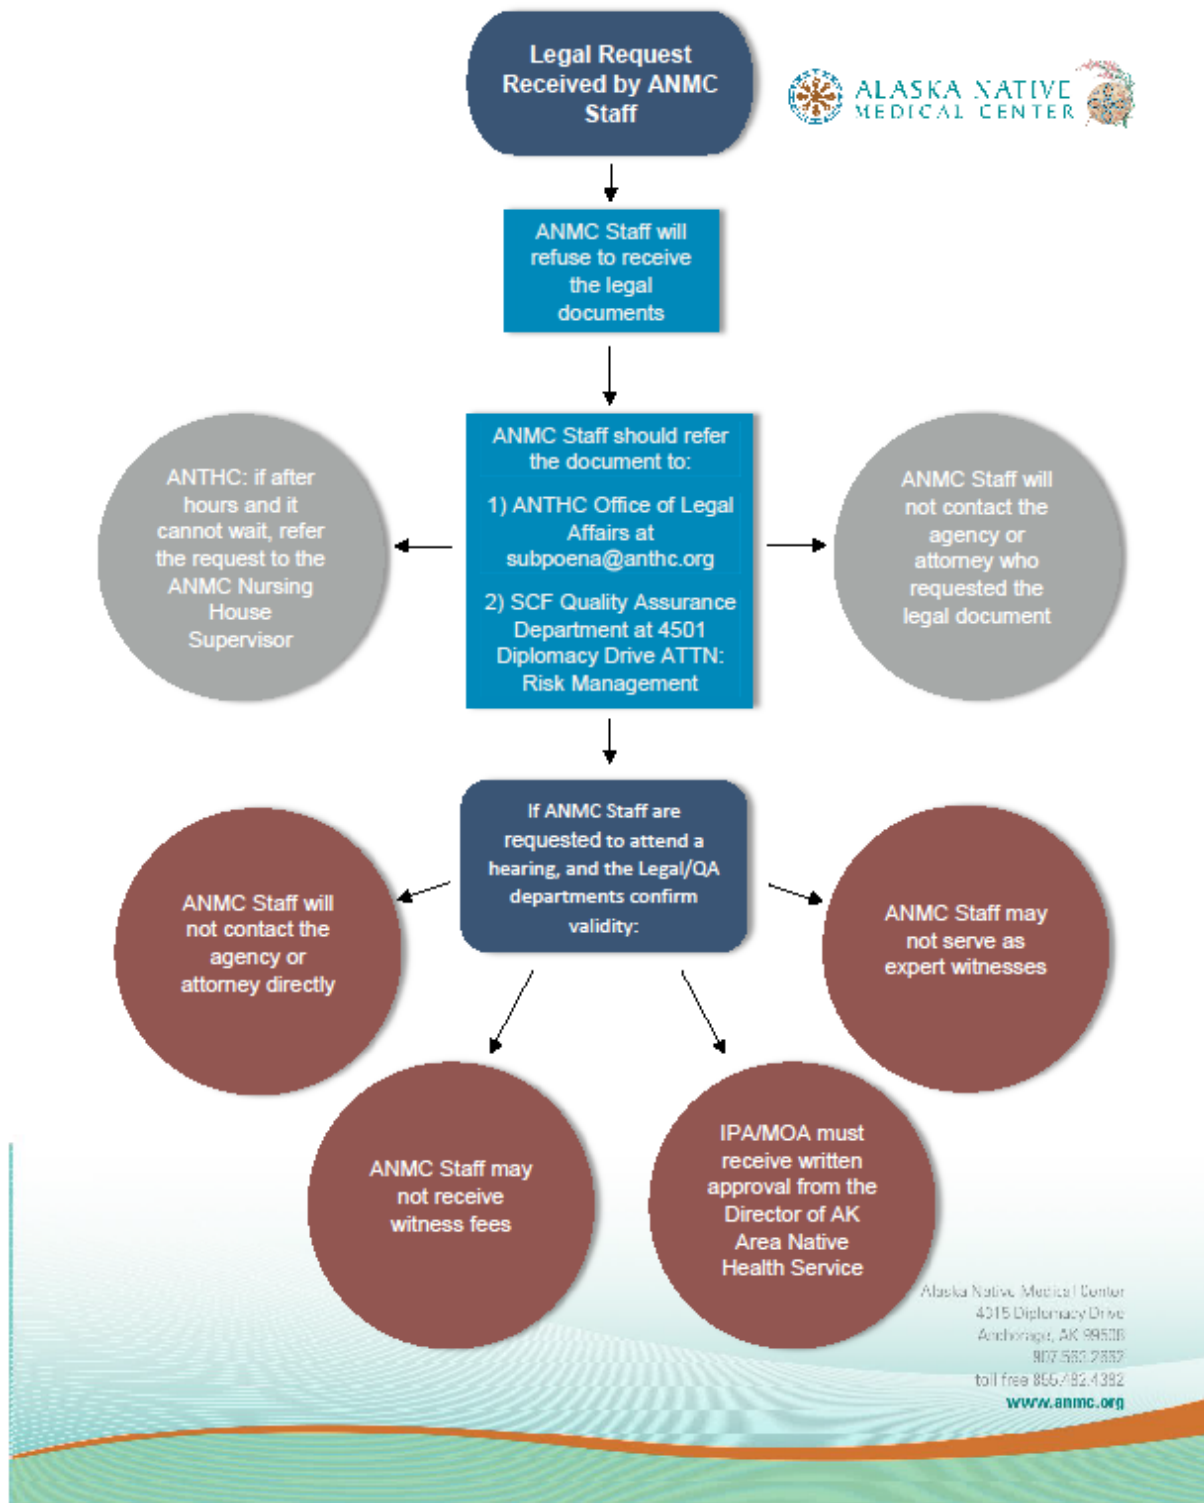 Legal Request
Received by ANMC
Staff
ALASKA NATIVE
MEDICAL CENTER
ANMC Staff will
refuse to receive
the legal
documents
ANTHC: if after
hours and it
cannot wait, refer
the request to the
ANMC Nursing
House
Supervisor
ANMC Staff should refer
the document to:
1) ANTHC Office of Legal
Affairs at
subpoena@anthc.org
2) SCF Quality Assurance
Department at 4501
Diplomacy Drive ATTN:
Risk Management
ANMC Staff will
not contact the
agency or
attorney who
requested the
legal document
If ANMC Staff are
requested to attend a
hearing, and the Legal/QA
departments confirm
validity:
ANMC Staff will
not contact the
agency or
attorney directly
ANMC Staff may
not serve as
expert witnesses
ANMC Staff may
not receive
witness fees
IPA/MOA must
receive written
approval from the
Director of AK
Area Native
Health Service
Alaska Native Medical Center
4315 Diplomacy Drive
Anchorage, AK 99508
toll free
www.anmc.org